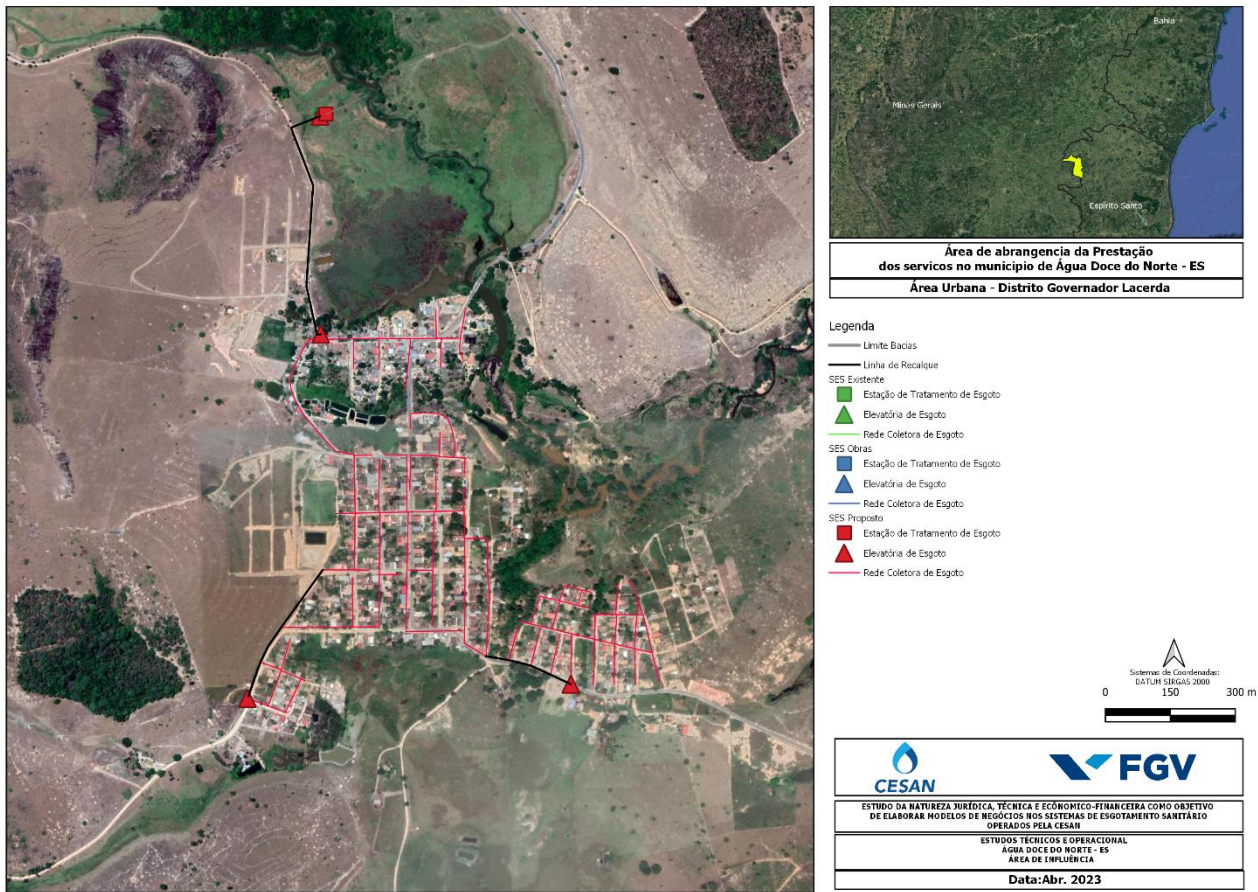 Bahia
Minas Gerais
Espírito Santo
Área de abrangencia da Prestação
dos servicos no municipio de Água Doce do Norte - ES
Área Urbana - Distrito Governador Lacerda
Legenda
Limite Bacias
Linha de Recalque
SES Existente
Estação de Tratamento de Esgoto
Elevatória de Esgoto
Rede Coletora de Esgoto
SES Obras
Estação de Tratamento de Esgoto
Elevatória de Esgoto
Rede Coletora de Esgoto
SES Proposto
Estação de Tratamento de Esgoto
Elevatória de Esgoto
Rede Coletora de Esgoto
Sistemas de Coordenadas:
DATUM SIRGAS 2000
0 150 300 m
CESAN
FGV
ESTUDO DA NATUREZA JURÍDICA, TÉCNICA E ECÔNOMICO-FINANCEIRA COMO OBJETIVO
DE ELABORAR MODELOS DE NEGÓCIOS NOS SISTEMAS DE ESGOTAMENTO SANITÁRIO
OPERADOS PELA CESAN
ESTUDOS TÉCNICOS E OPERACIONAL
ÁGUA DOCE DO NORTE - ES
ÁREA DE INFLUÊNCIA
Data:Abr. 2023